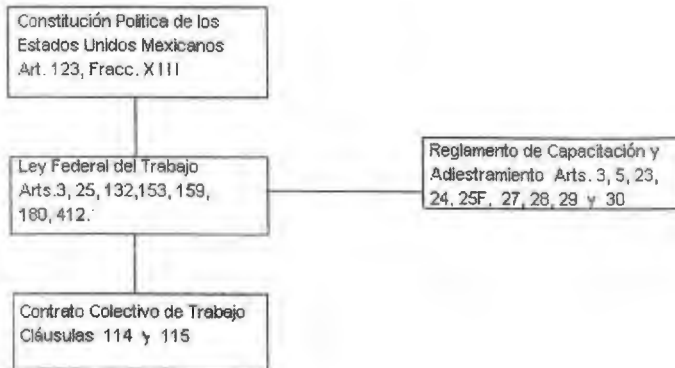 Constitución Politica de los
Estados Unidos Mexicanos
Art. 123, Fracc. XIII
Ley Federal del Trabajo
Arts.3, 25, 132,153, 159,
180, 412.
Reglamento de Capacitación y
Adiestramiento Arts. 3, 5, 23,
24, 25F, 27, 28, 29 y 30
Contrato Colectivo de Trabajo
Cláusulas 114 y 115